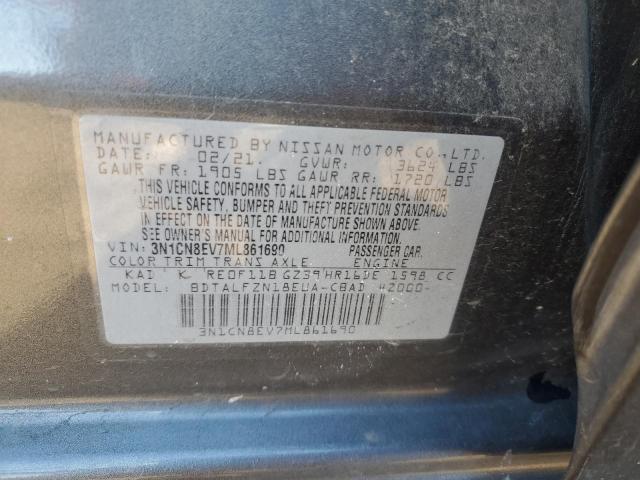 MANUFACTURED BY NISSAN MOTOR CO., LTD.
DATE: 02/21. GVWR: 3624 LBS
GAWR FR: 1905 LBS GAWR RR: 1720 LBS
THIS VEHICLE CONFORMS TO ALL APPLICABLE FEDERAL MOTOR
VEHICLE SAFETY, BUMPER, AND THEFT PREVENTION STANDARDS
IN EFFECT ON THE DATE OF MANUFACTURE SHOWN ABOVE.
SEE OWNER'S MANUAL FOR ADDITIONAL INFORMATION.
VIN: 3N1CN8EV7ML861690 PASSENGER CAR
COLOR TRIM TRANS AXLE ENGINE
KAD K RE0F11B GZ39 HR16DE 1598 CC
MODEL: BDTALFZN18EUA-CBAD 42000-
3N1CN8EV7ML861690